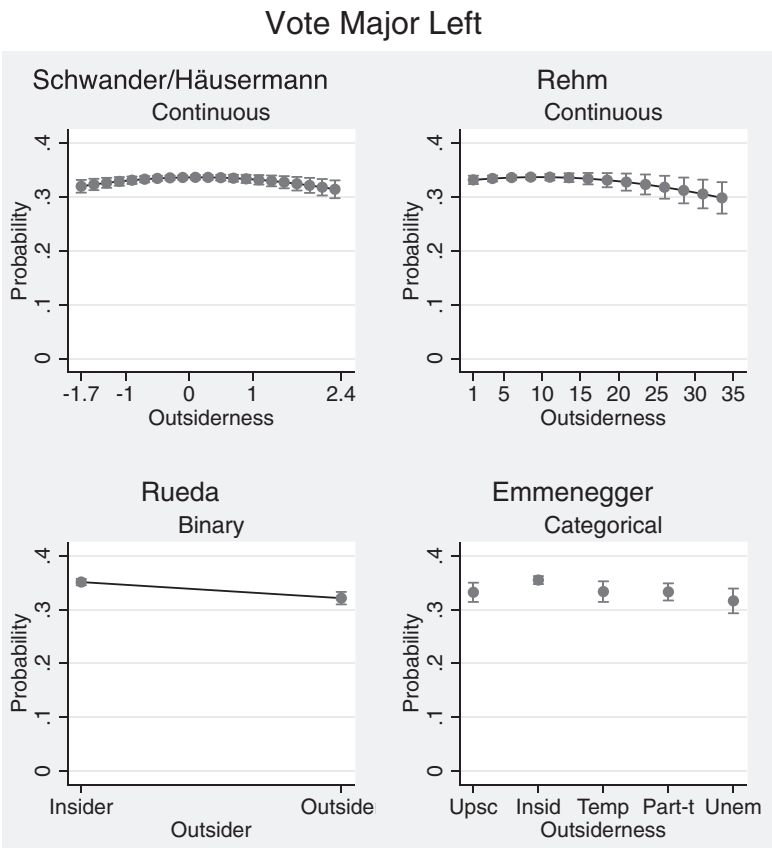 Vote Major Left
Schwander/Häusermann
Continuous
.4
.3
.2
.1
0
Probability
-1.7 -1 0 1 2.4
Outsiderness
Rehm
Continuous
.4
.3
.2
.1
0
Probability
1 5 10 15 20 25 30 35
Outsiderness
Rueda
Binary
.4
.3
.2
.1
0
Probability
Insider Outside
Outsider
Emmenegger
Categorical
.4
.3
.2
.1
0
Probability
Upsc Insid Temp Part-t Unem
Outsiderness